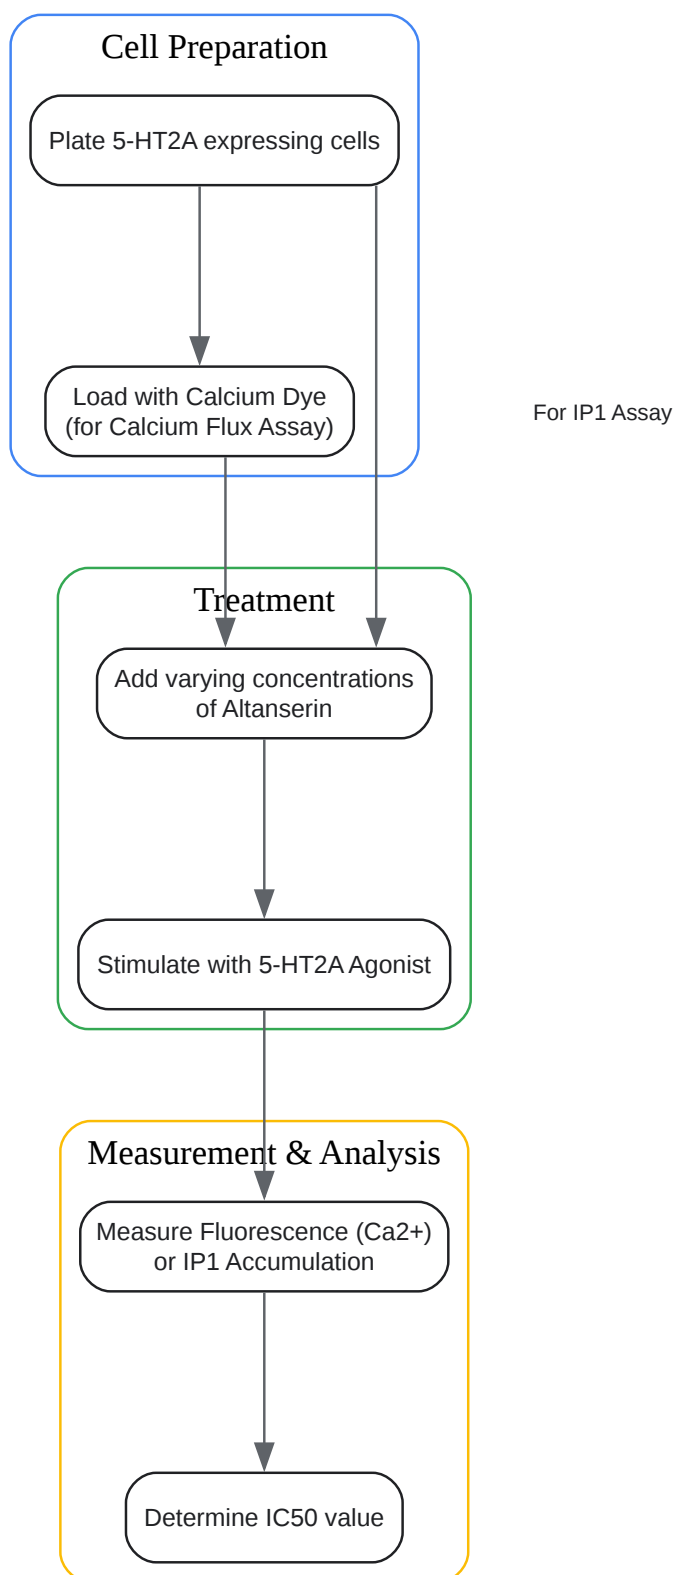 Cell Preparation
Plate 5-HT2A expressing cells
Load with Calcium Dye
(for Calcium Flux Assay)
For IP1 Assay
Treatment
Add varying concentrations
of Altanserin
Stimulate with 5-HT2A Agonist
Measurement & Analysis
Measure Fluorescence (Ca2+)
or IP1 Accumulation
Determine IC50 value